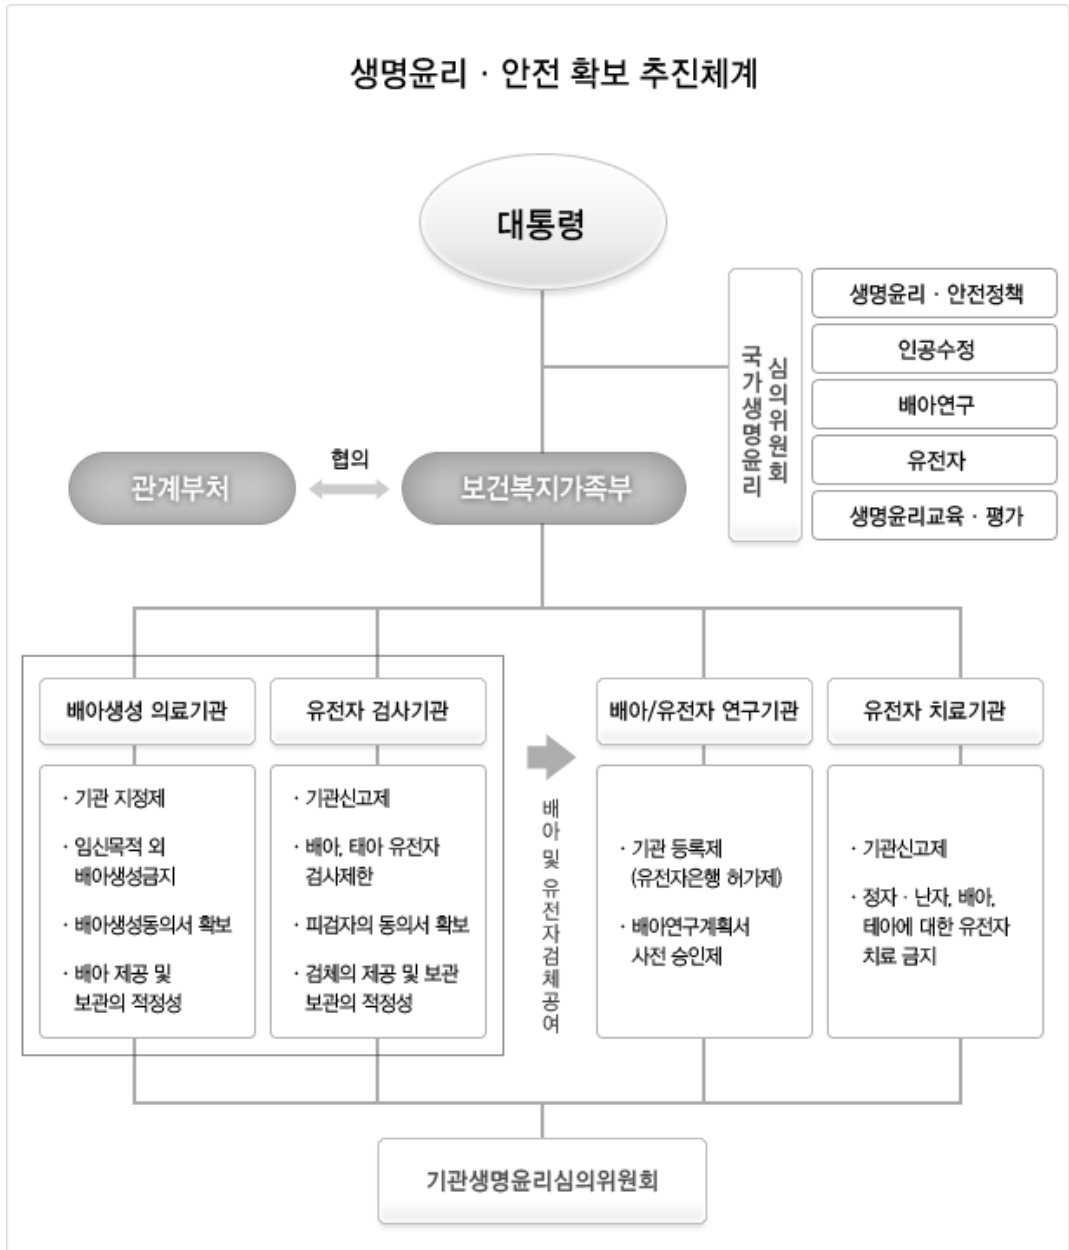 생명윤리 · 안전 확보 추진체계
대통령
국가생명윤리
심의위원회
생명윤리 · 안전정책
인공수정
배아연구
유전자
생명윤리교육 · 평가
관계부처
협의
보건복지가족부
배아생성 의료기관
· 기관 지정제
· 임신목적 외
배아생성금지
· 배아생성동의서 확보
· 배아 제공 및
보관의 적정성
유전자 검사기관
· 기관신고제
· 배아, 태아 유전자
검사제한
· 피검자의 동의서 확보
· 검체의 제공 및 보관
보관의 적정성
배아 및 유전자검체공여
배아/유전자 연구기관
· 기관 등록제
(유전자은행 허가제)
· 배아연구계획서
사전 승인제
유전자 치료기관
· 기관신고제
· 정자 · 난자, 배아,
테아에 대한 유전자
치료 금지
기관생명윤리심의위원회